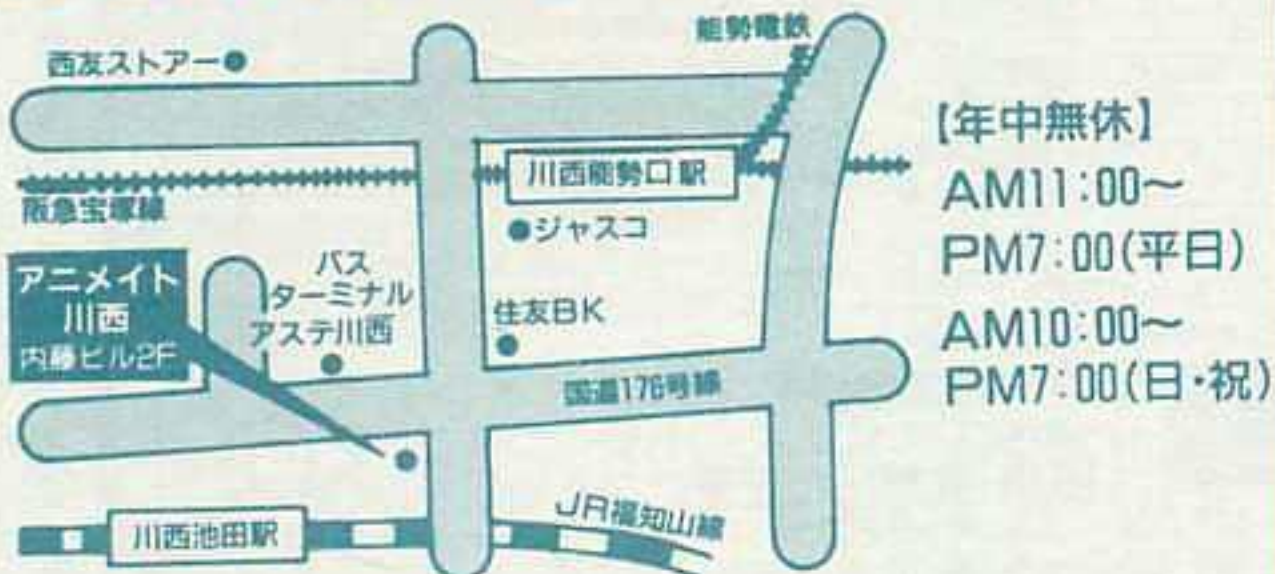 西友ストアー
能勢電鉄
川西能勢口駅
阪急宝塚線
ジャスコ
アニメイト
川西
内藤ビル2F
バス
ターミナル
アステ川西
住友BK
国道176号線
川西池田駅
JR福知山線
【年中無休】
AM11:00〜
PM7:00(平日)
AM10:00〜
PM7:00(日・祝)